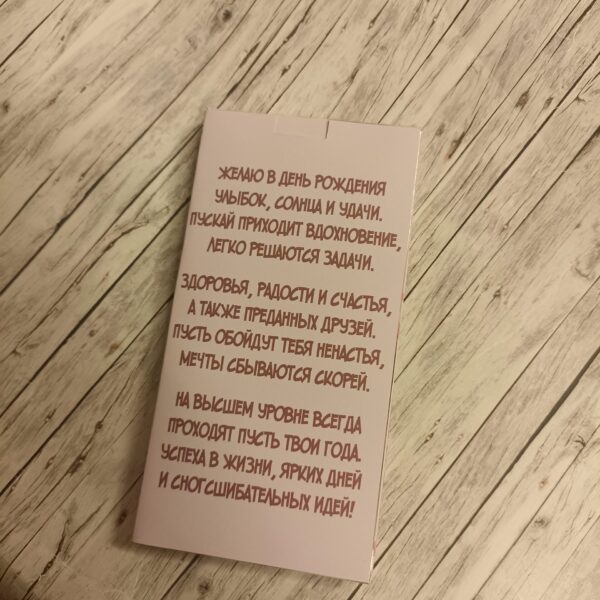 ЖЕЛАЮ В ДЕНЬ РОЖДЕНИЯ
УЛЫБОК, СОЛНЦА И УДАЧИ.
ПУСКАЙ ПРИХОДИТ ВДОХНОВЕНИЕ,
ЛЕГКО РЕШАЮТСЯ ЗАДАЧИ.
ЗДОРОВЬЯ, РАДОСТИ И СЧАСТЬЯ,
А ТАКЖЕ ПРЕДАННЫХ ДРУЗЕЙ.
ПУСТЬ ОБОЙДУТ ТЕБЯ НЕНАСТЬЯ,
МЕЧТЫ СБЫВАЮТСЯ СКОРЕЙ.
НА ВЫСШЕМ УРОВНЕ ВСЕГДА
ПРОХОДЯТ ПУСТЬ ТВОИ ГОДА.
УСПЕХА В ЖИЗНИ, ЯРКИХ ДНЕЙ
И СНОГСШИБАТЕЛЬНЫХ ИДЕЙ!